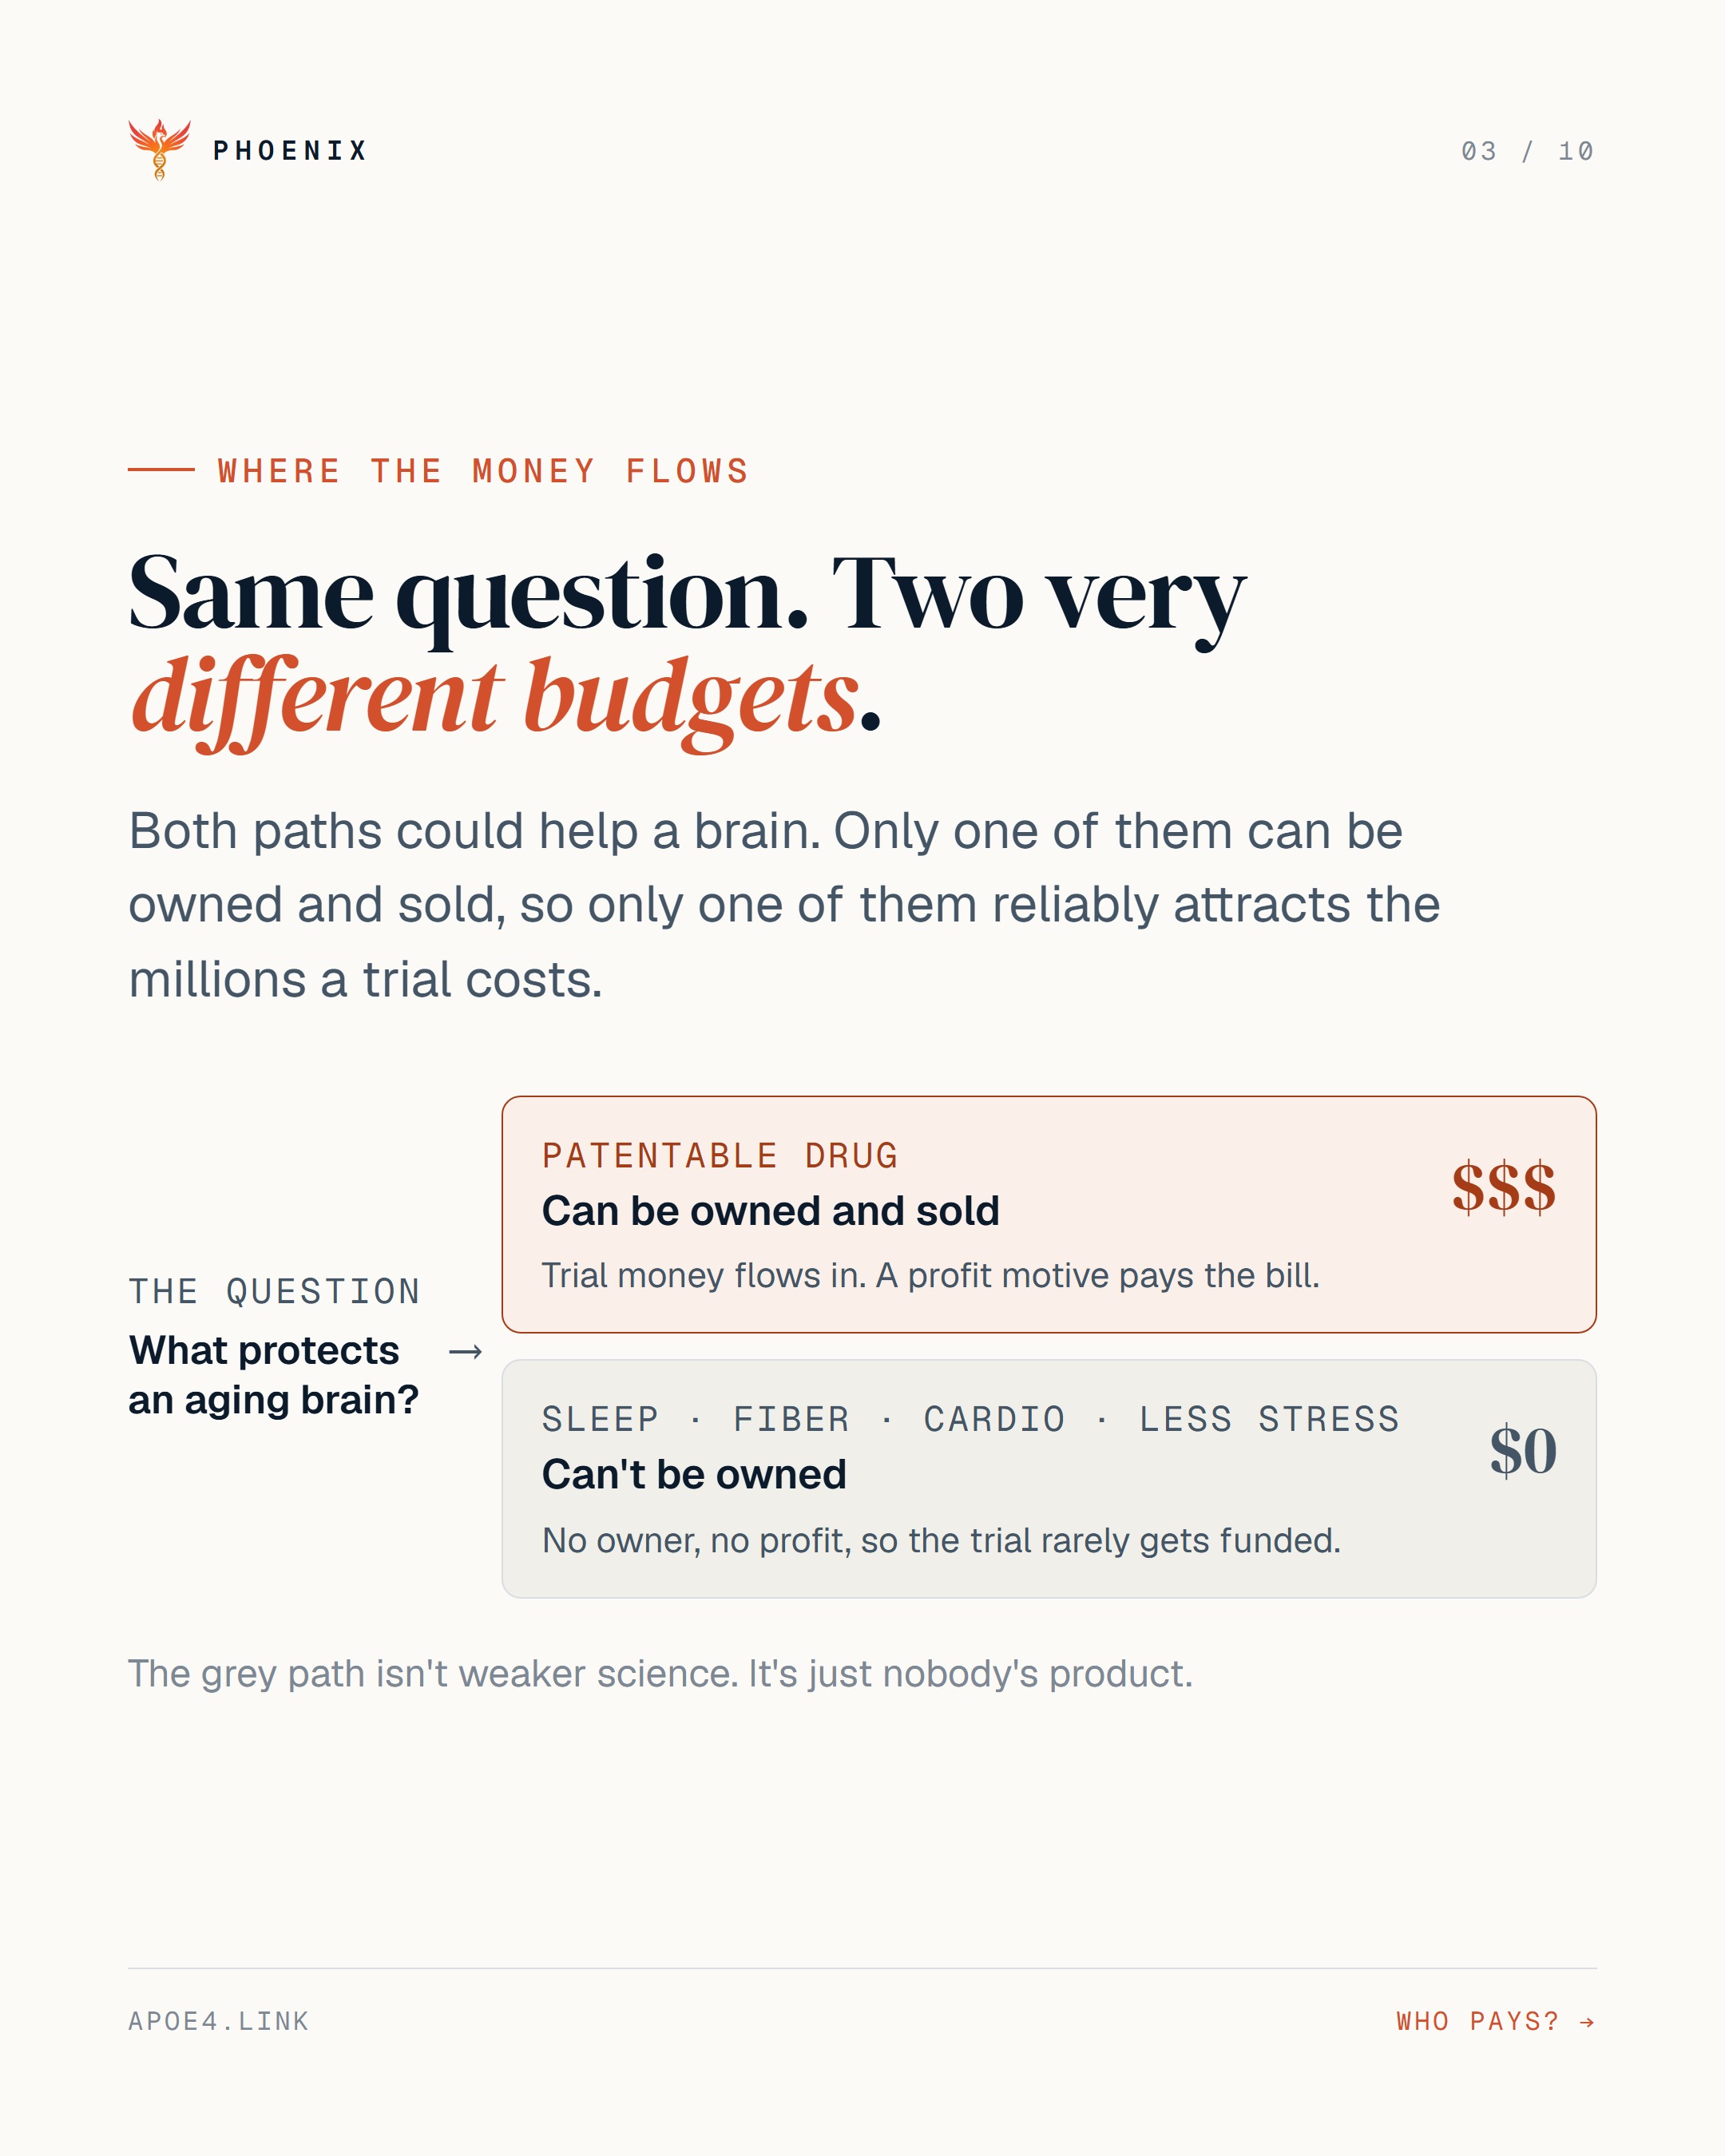 PHOENIX
03 / 10
WHERE THE MONEY FLOWS
Same question. Two very
different budgets.
Both paths could help a brain. Only one of them can be
owned and sold, so only one of them reliably attracts the
millions a trial costs.
THE QUESTION
What protects
an aging brain?
→
PATENTABLE DRUG
Can be owned and sold
Trial money flows in. A profit motive pays the bill.
$$$
SLEEP · FIBER · CARDIO · LESS STRESS
Can't be owned
No owner, no profit, so the trial rarely gets funded.
$0
The grey path isn't weaker science. It's just nobody's product.
APOE4.LINK
WHO PAYS? →